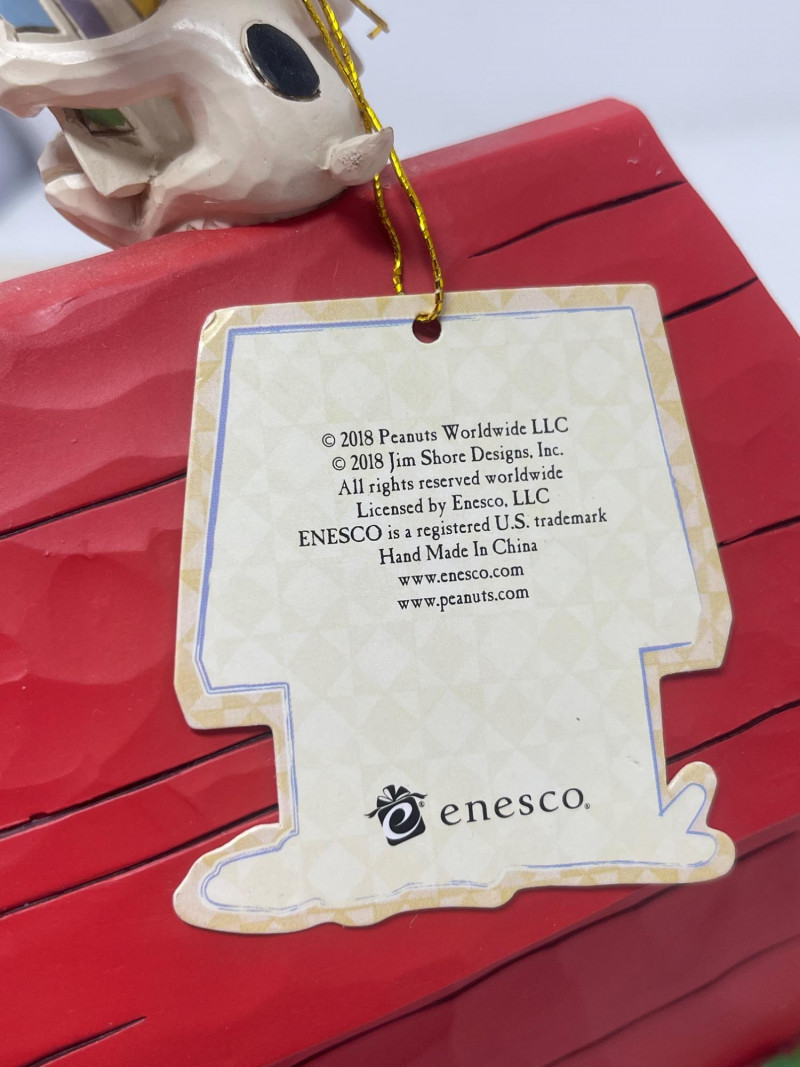 © 2018 Peanuts Worldwide LLC
© 2018 Jim Shore Designs, Inc.
All rights reserved worldwide
Licensed by Enesco, LLC
ENESCO is a registered U.S. trademark
Hand Made In China
www.enesco.com
www.peanuts.com
e® enesco®